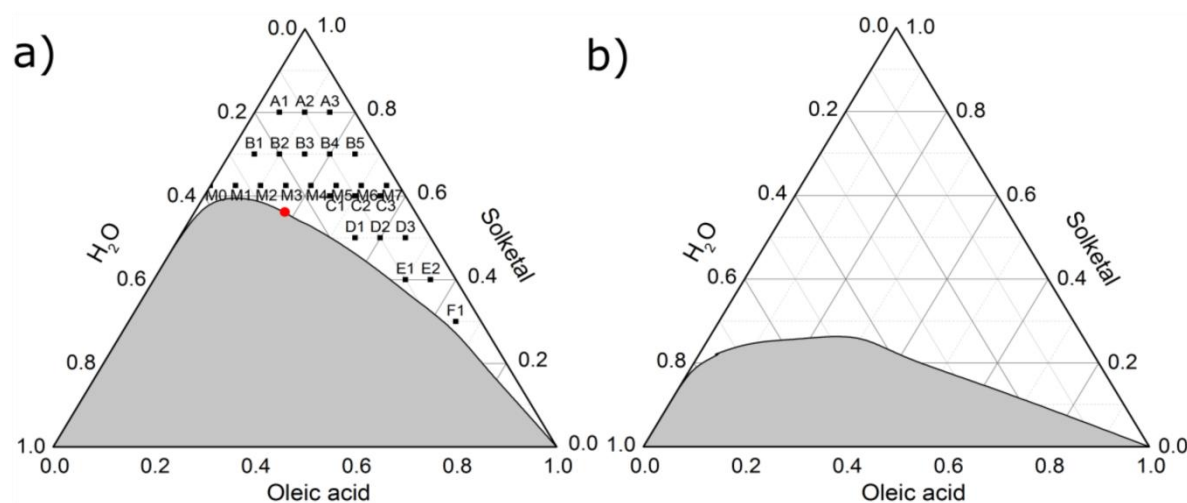 a)
0.0 1.0
0.2 A1 A2 A3 0.8
B1 B2 B3 B4 B5
0.4 M0 M1 M2 M3 M4 M5 M6 M7 0.6
C1 C2 C3
H2O
Solketal
D1 D2 D3
0.6 E1 E2 0.4
F1
0.8 0.2
1.0 0.0
0.0 0.2 0.4 0.6 0.8 1.0
Oleic acid
b)
0.0 1.0
0.2 0.8
0.4 0.6
H2O
Solketal
0.6 0.4
0.8 0.2
1.0 0.0
0.0 0.2 0.4 0.6 0.8 1.0
Oleic acid